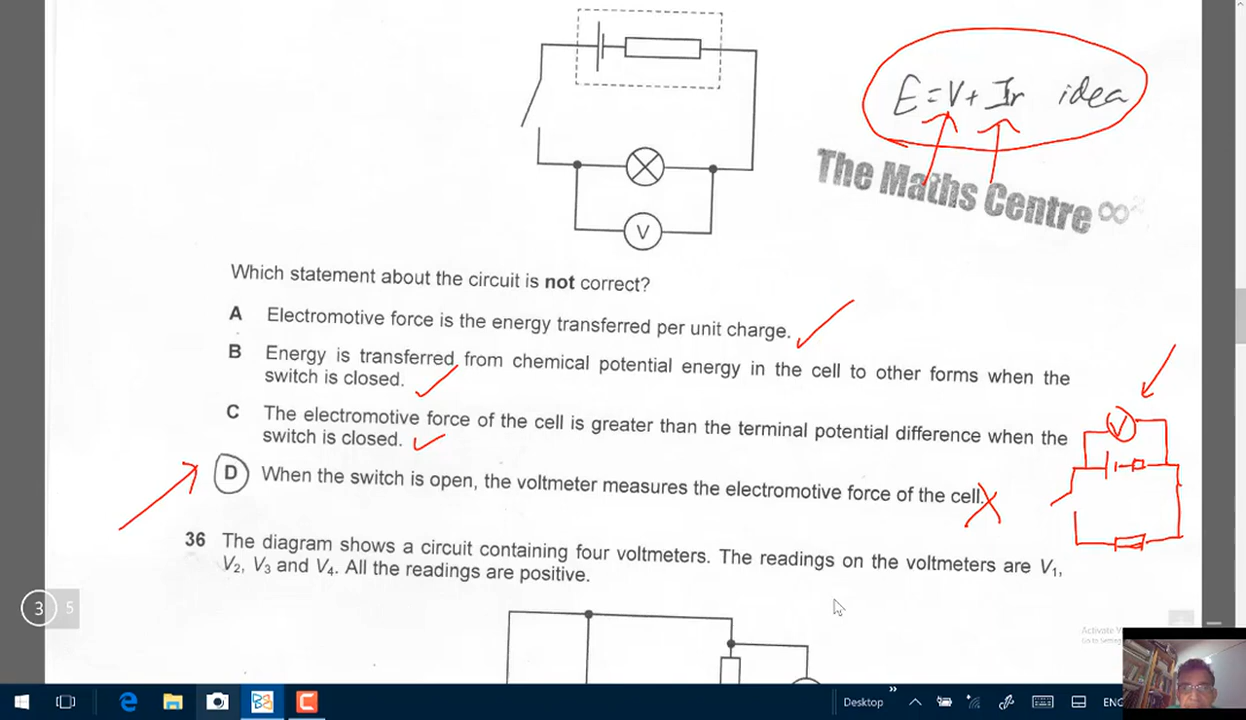 E = V + Ir idea
The Maths Centre ∞
V
Which statement about the circuit is not correct?
A Electromotive force is the energy transferred per unit charge.
B Energy is transferred from chemical potential energy in the cell to other forms when the
switch is closed.
C The electromotive force of the cell is greater than the terminal potential difference when the
switch is closed.
V
D When the switch is open, the voltmeter measures the electromotive force of the cell.
36 The diagram shows a circuit containing four voltmeters. The readings on the voltmeters are V1,
V2, V3 and V4. All the readings are positive.
3 5
Desktop
ENG